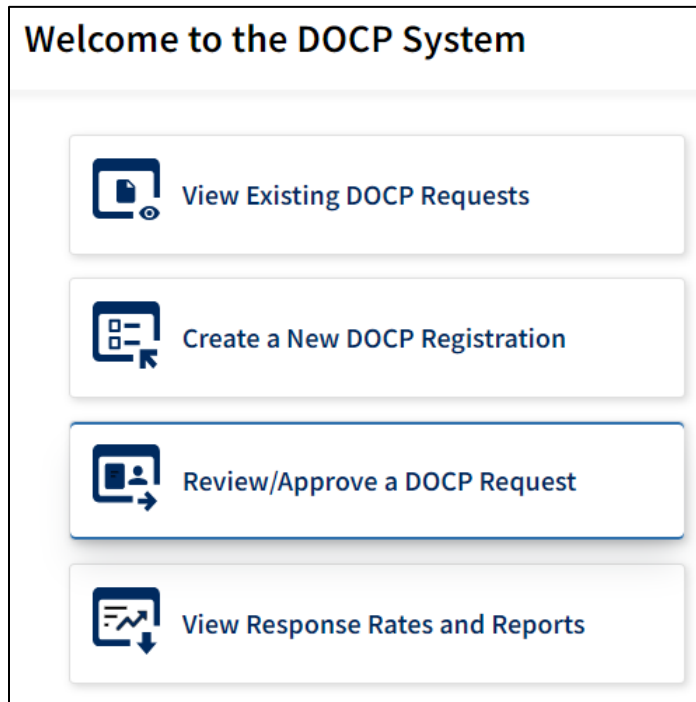 Welcome to the DOCP System
View Existing DOCP Requests
Create a New DOCP Registration
Review/Approve a DOCP Request
View Response Rates and Reports